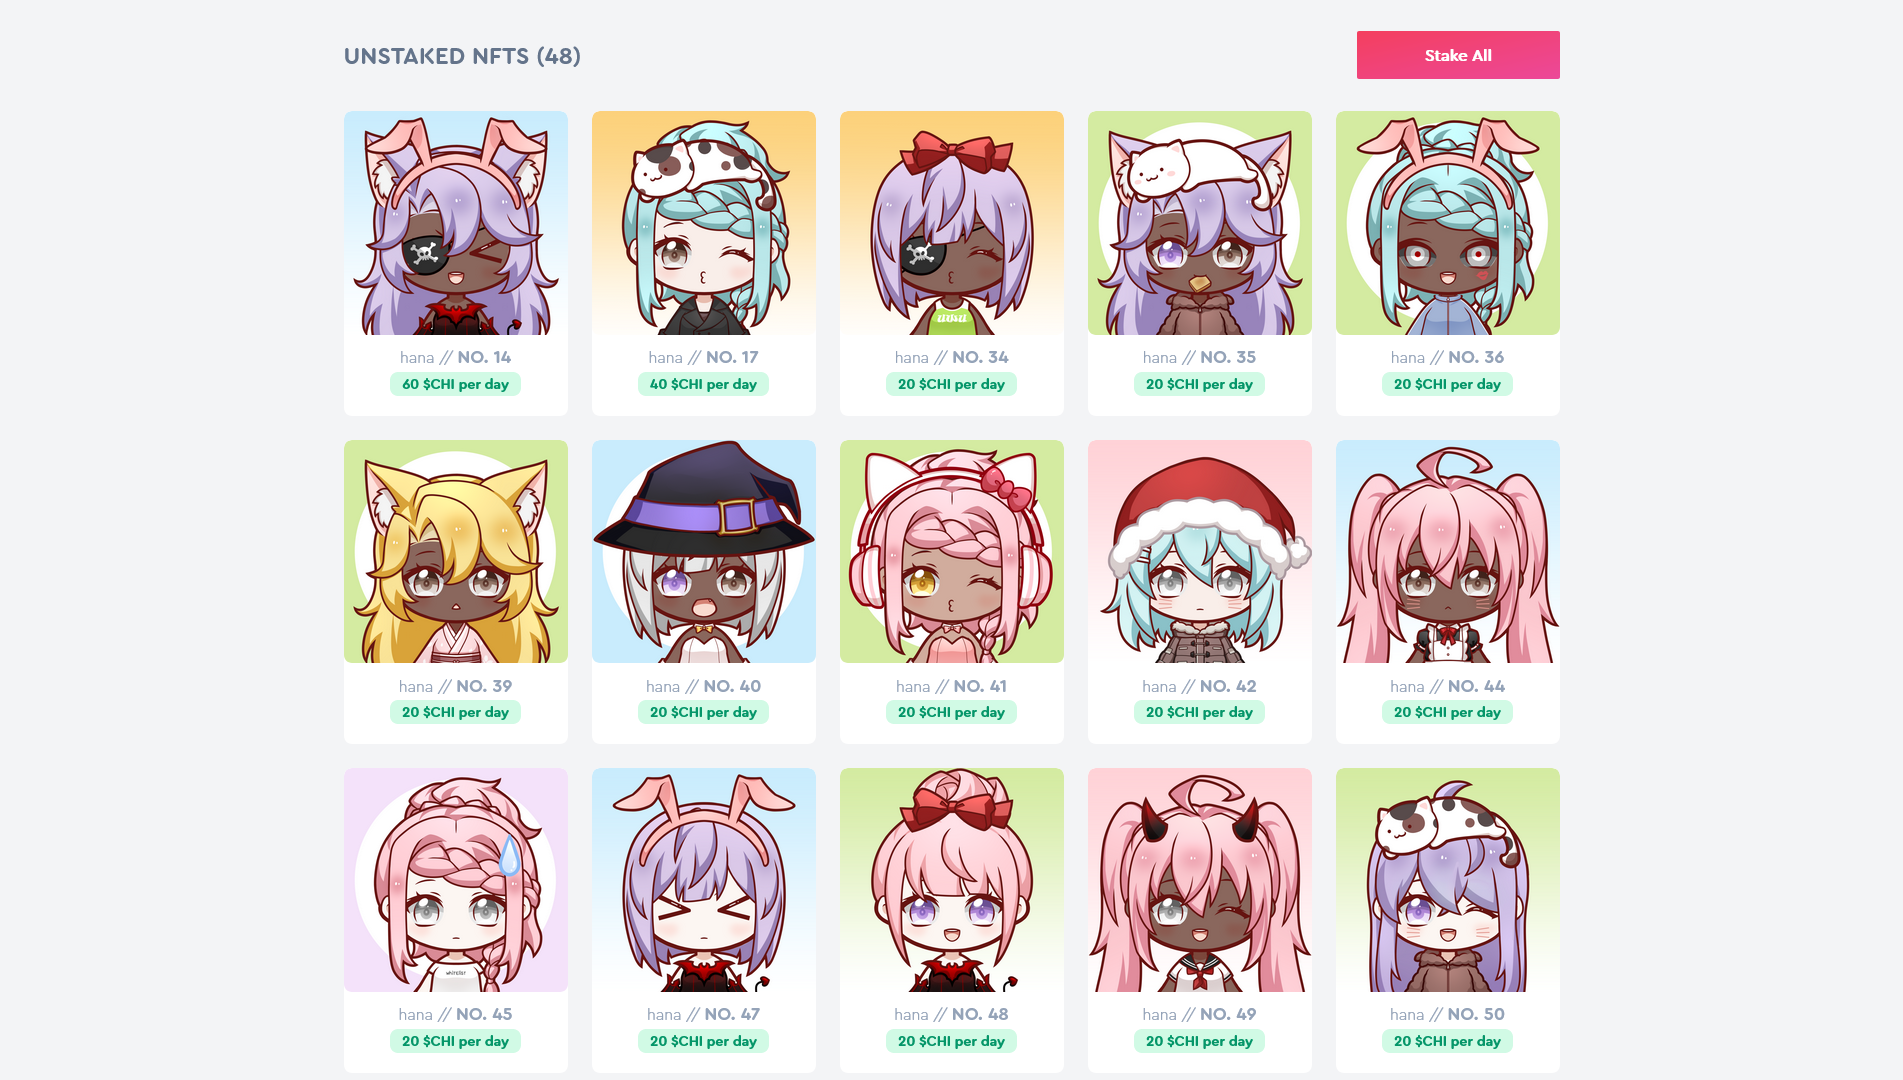 UNSTAKED NFTS (48)
Stake All
hana // NO. 14
60 $CHI per day
hana // NO. 17
40 $CHI per day
hana // NO. 34
20 $CHI per day
hana // NO. 35
20 $CHI per day
hana // NO. 36
20 $CHI per day
hana // NO. 39
20 $CHI per day
hana // NO. 40
20 $CHI per day
hana // NO. 41
20 $CHI per day
hana // NO. 42
20 $CHI per day
hana // NO. 44
20 $CHI per day
hana // NO. 45
20 $CHI per day
hana // NO. 47
20 $CHI per day
hana // NO. 48
20 $CHI per day
hana // NO. 49
20 $CHI per day
hana // NO. 50
20 $CHI per day